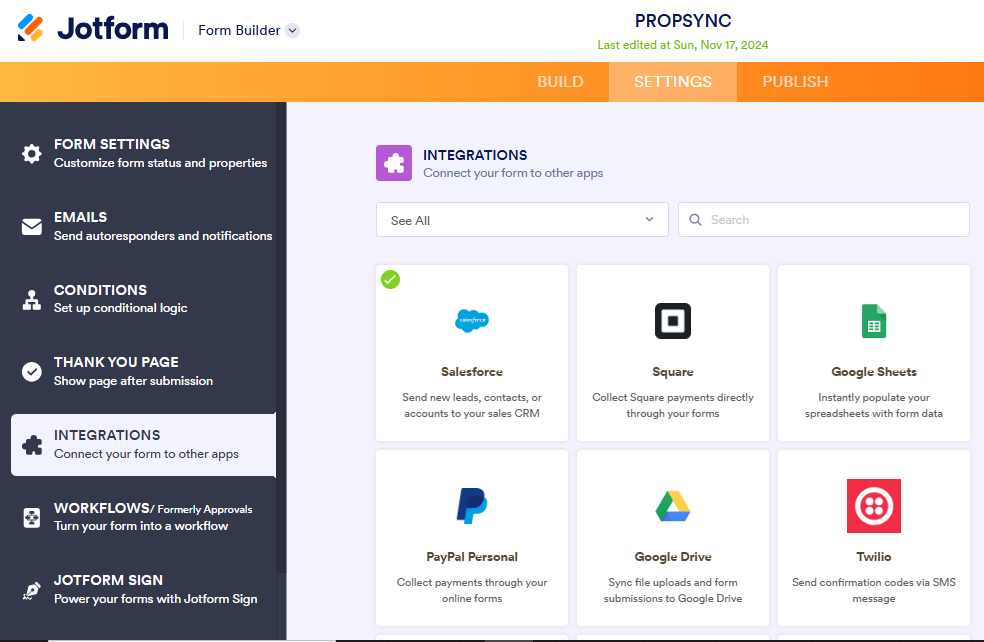 Jotform
Form Builder
PROPSYNC
Last edited at Sun, Nov 17, 2024
BUILD
SETTINGS
PUBLISH
FORM SETTINGS
Customize form status and properties
EMAILS
Send autoresponders and notifications
CONDITIONS
Set up conditional logic
THANK YOU PAGE
Show page after submission
INTEGRATIONS
Connect your form to other apps
WORKFLOWS/ Formerly Approvals
Turn your form into a workflow
JOTFORM SIGN
Power your forms with Jotform Sign
INTEGRATIONS
Connect your form to other apps
See All
Search
salesforce
Salesforce
Send new leads, contacts, or
accounts to your sales CRM
Square
Collect Square payments directly
through your forms
Google Sheets
Instantly populate your
spreadsheets with form data
PayPal Personal
Collect payments through your
online forms
Google Drive
Sync file uploads and form
submissions to Google Drive
Twilio
Send confirmation codes via SMS
message